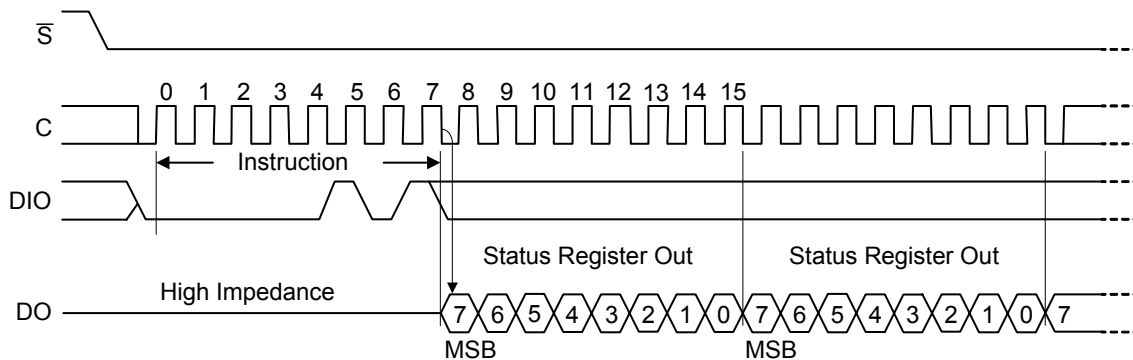 S̅
0 1 2 3 4 5 6 7 8 9 10 11 12 13 14 15
C
Instruction
DIO
Status Register Out Status Register Out
High Impedance
DO 7 6 5 4 3 2 1 0 7 6 5 4 3 2 1 0 7
MSB MSB